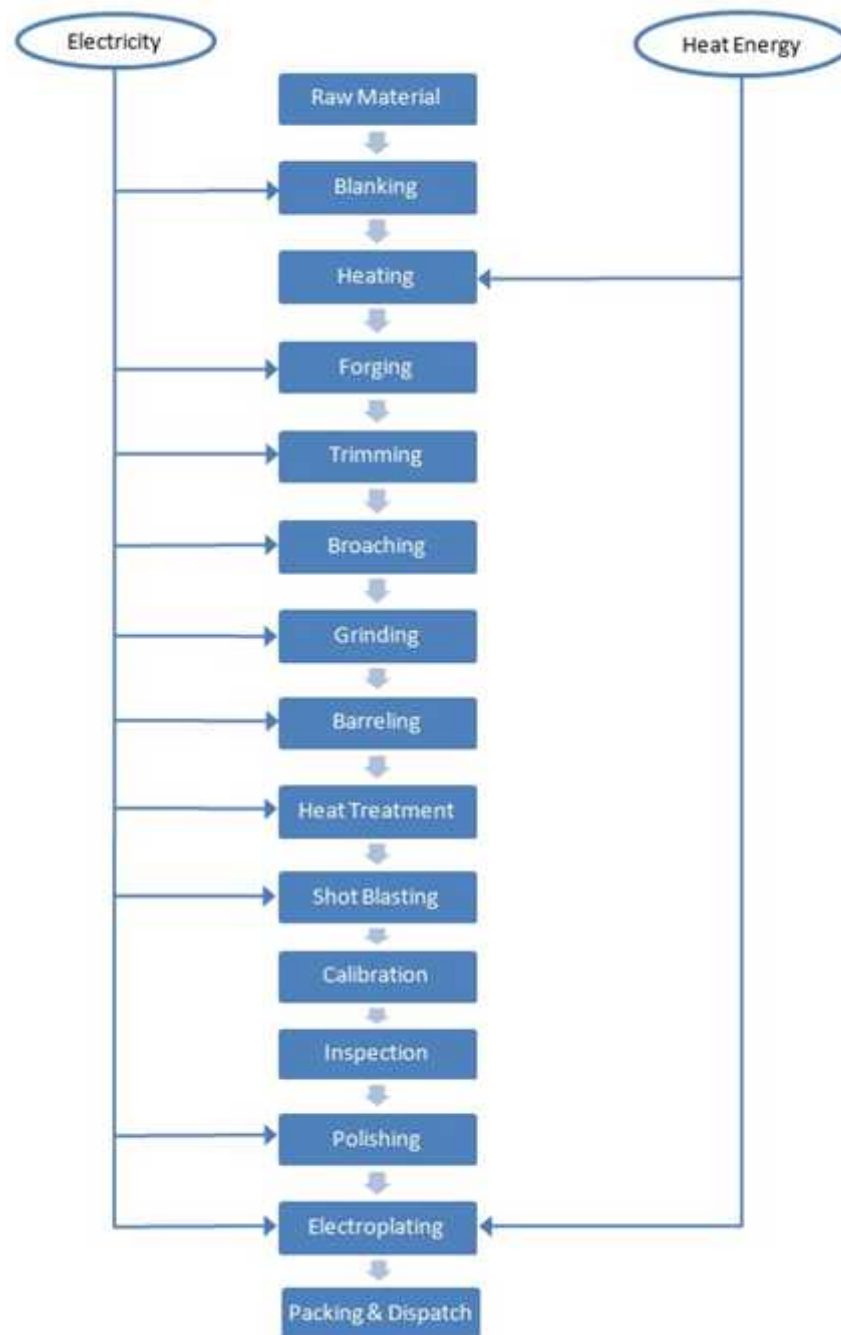 Electricity
Heat Energy
Raw Material
Blanking
Heating
Forging
Trimming
Broaching
Grinding
Barreling
Heat Treatment
Shot Blasting
Calibration
Inspection
Polishing
Electroplating
Packing & Dispatch